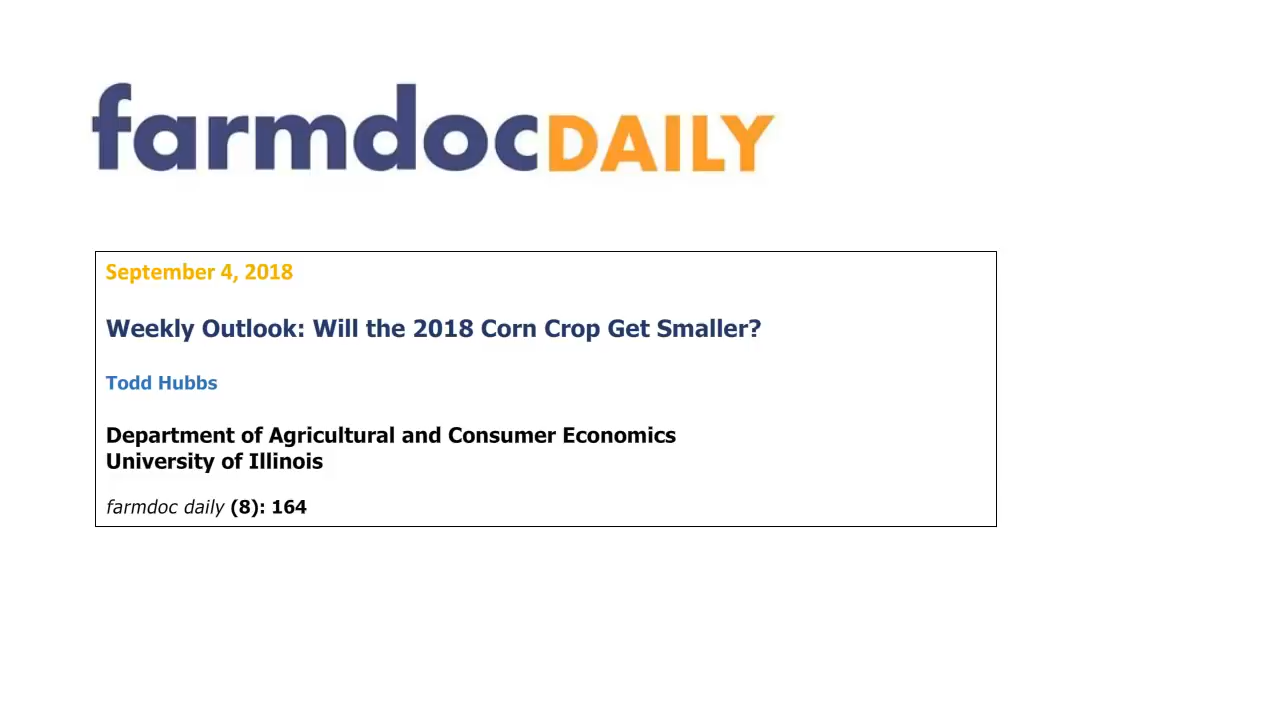 farmdocDAILY
September 4, 2018
Weekly Outlook: Will the 2018 Corn Crop Get Smaller?
Todd Hubbs
Department of Agricultural and Consumer Economics
University of Illinois
farmdoc daily (8): 164